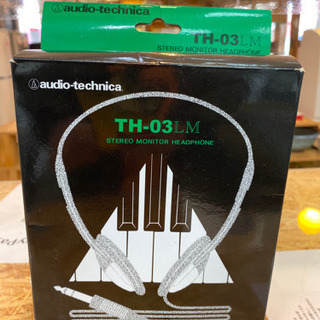 audio-technica
TH-03LM
STEREO MONITOR HEADPHONE
audio-technica
TH-03LM
STEREO MONITOR HEADPHONE